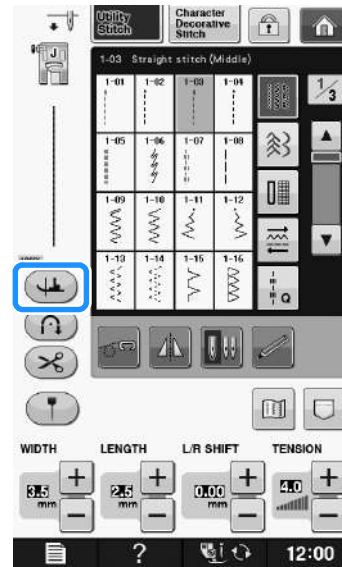 Utility
Stitch
Character
Decorative
Stitch
J
1-03 Straight stitch (Middle)
1-01 1-02 1-03 1-04
1/3
1-05 1-06 1-07 1-08
1-09 1-10 1-11 1-12
1-13 1-14 1-15 1-16
Q
WIDTH LENGTH L/R SHIFT TENSION
3.5 mm + − 2.5 mm + − 0.00 mm + − 4.0 + −
? i 12:00